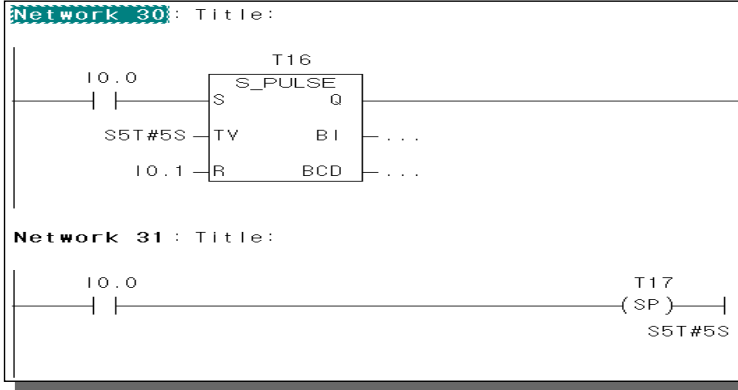 Network 30: Title:
T16
I0.0
S_PULSE
S Q
S5T#5S TV BI ...
I0.1 R BCD ...
Network 31: Title:
I0.0 T17
(SP)
S5T#5S